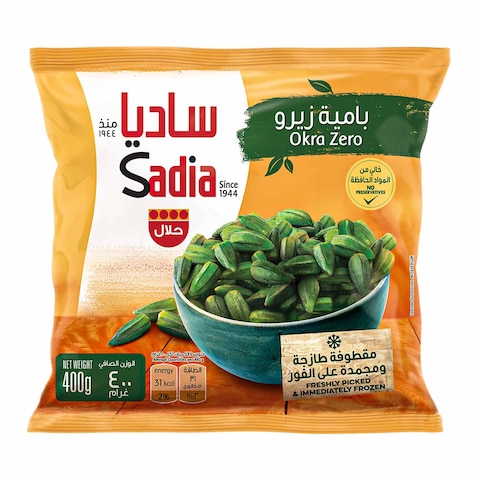 ساديا
منذ
١٩٤٤
Sadia
Since
1944
حلال
بامية زيرو
Okra Zero
خالي من
المواد الحافظة
NO
PRESERVATIVES
مقطوفة طازجة
ومجمدة على الفور
FRESHLY PICKED
& IMMEDIATELY FROZEN
NET WEIGHT
400g
الوزن الصافي
٤٠٠
غرام
energy
31 kcal
2%
الطاقة
٣١
٢%